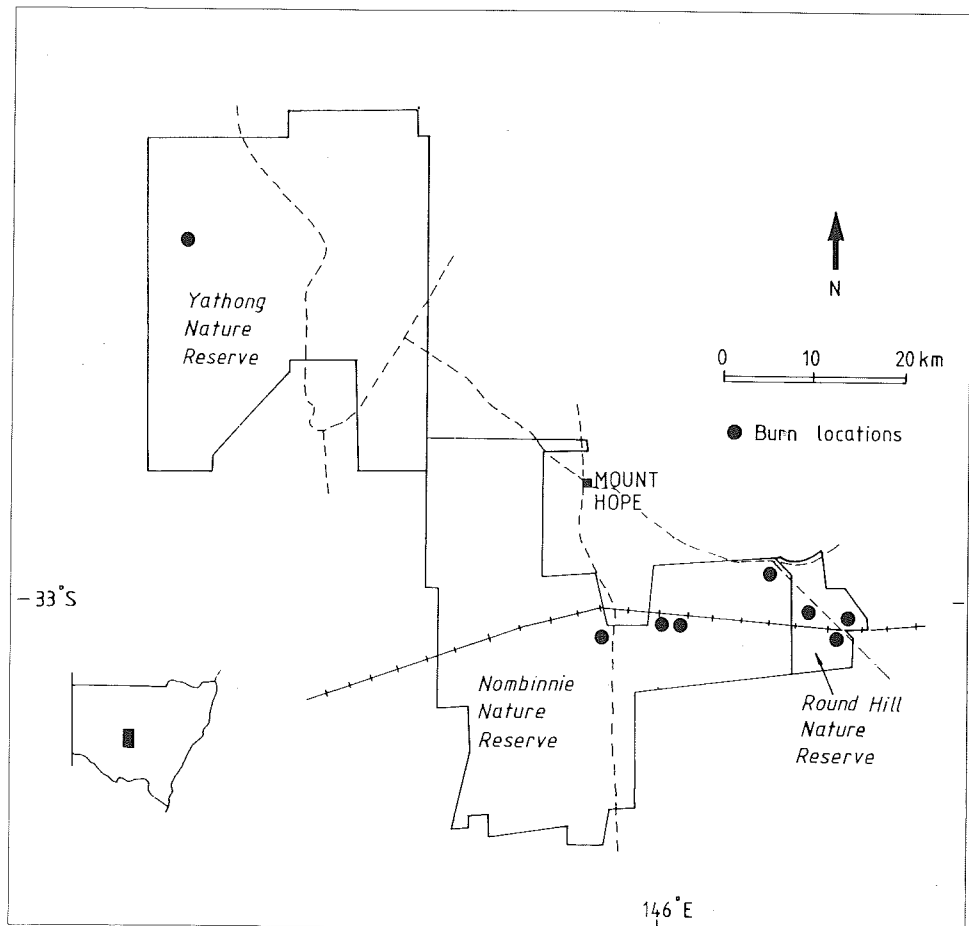 Yathong
Nature
Reserve
N
0 10 20 km
Burn locations
MOUNT
HOPE
33°S
Nombinnie
Nature
Reserve
Round Hill
Nature
Reserve
146°E